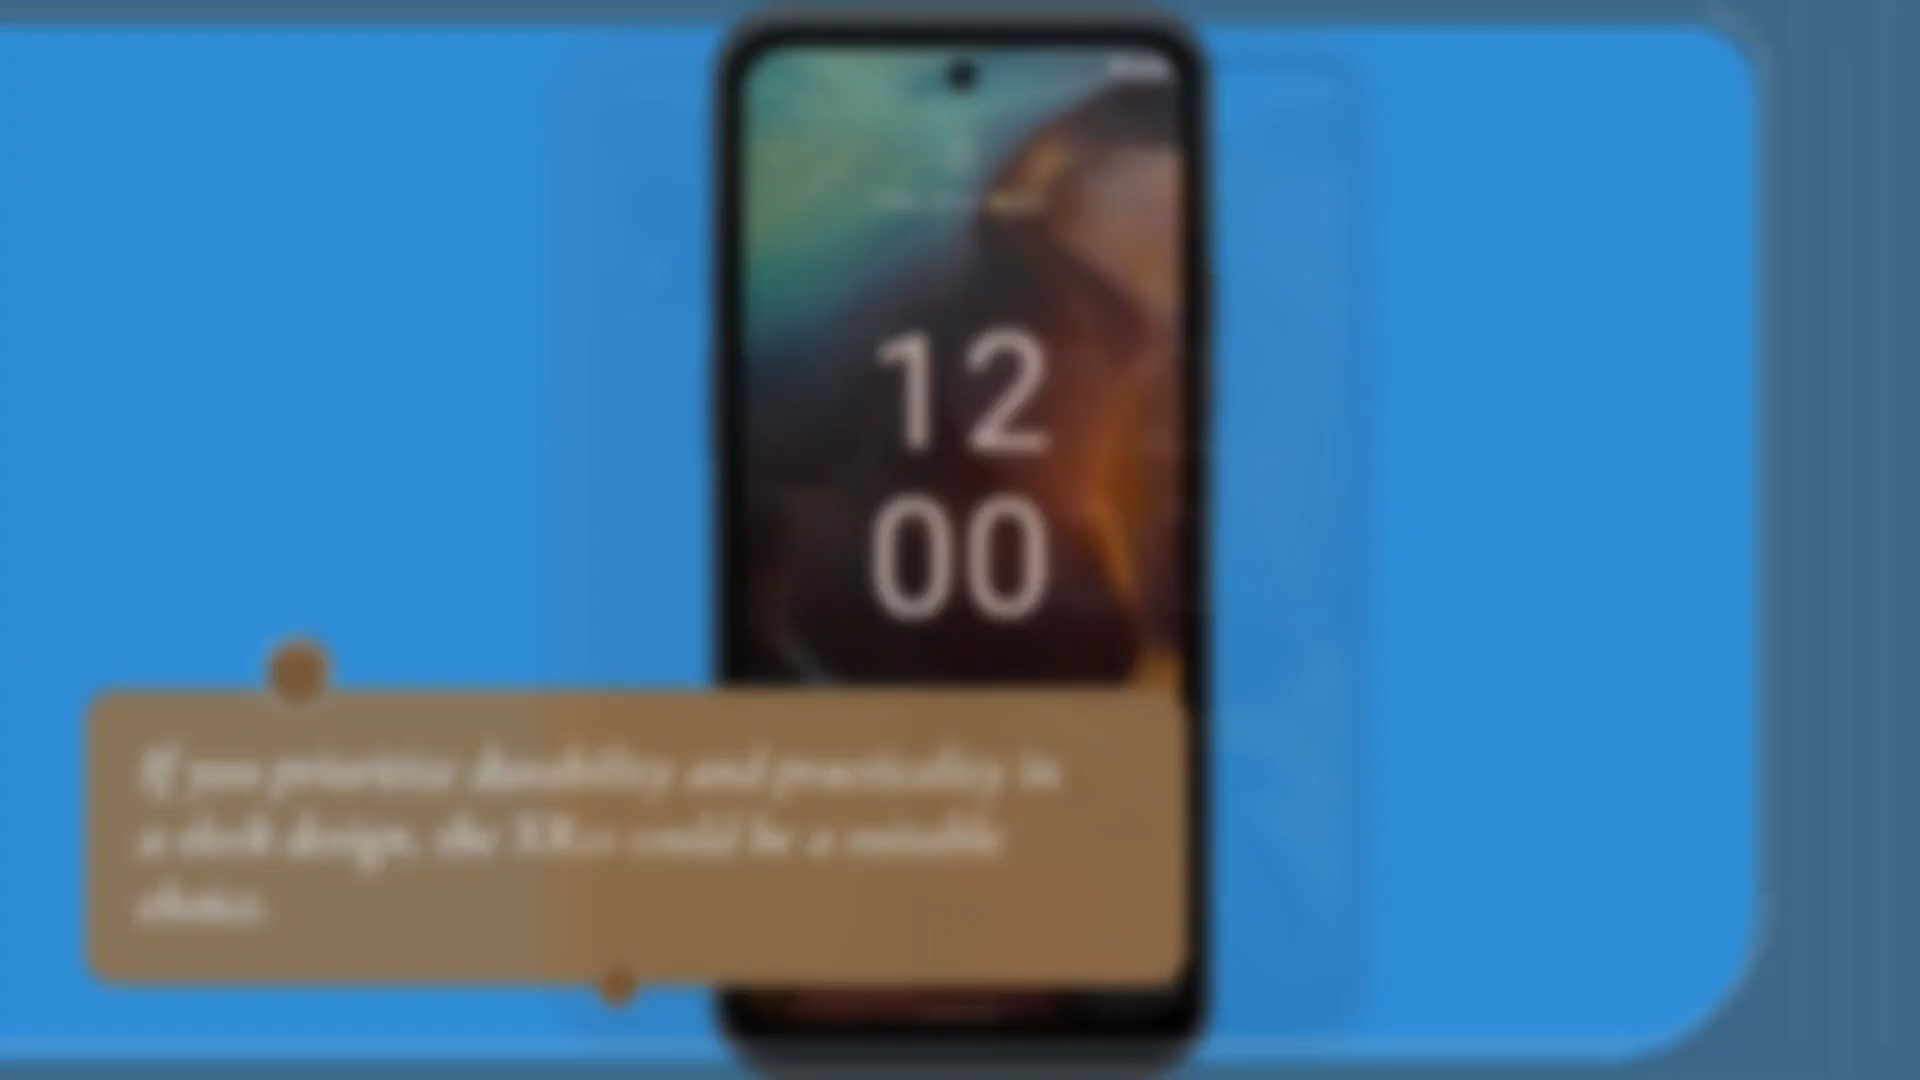 12
00
If you prioritize durability and practicality in
a sleek design, the could be a suitable
choice.